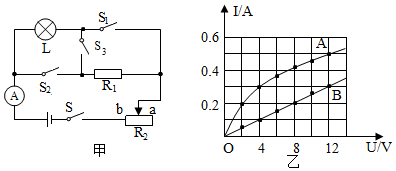 S₁
L
S₃
S₂
R₁
A
S
b
a
R₂
甲
I/A
0.6
0.4
0.2
A
B
O
4
8
12
U/V
乙